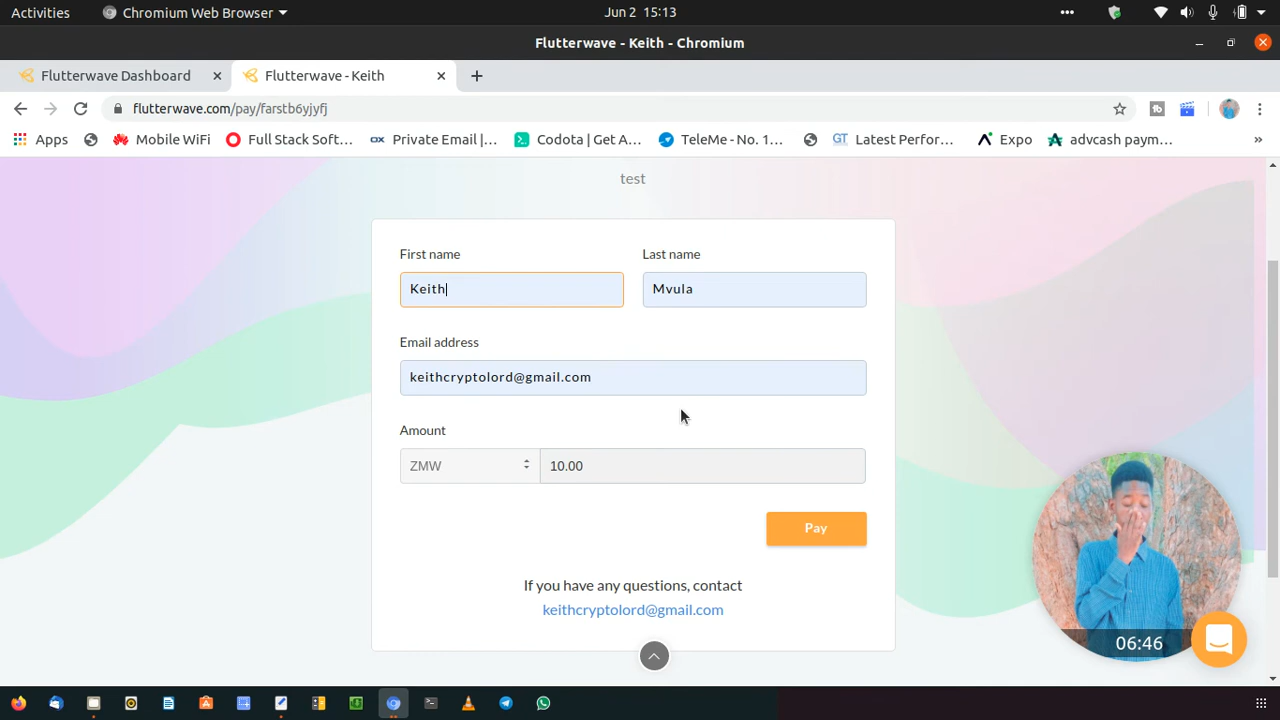 Activities
Chromium Web Browser
Jun 2 15:13
Flutterwave - Keith - Chromium
Flutterwave Dashboard
Flutterwave - Keith
flutterwave.com/pay/farstb6yjyfj
Apps
Mobile WiFi
Full Stack Soft...
ox Private Email |...
Codota | Get A...
TeleMe - No. 1...
GT Latest Perfor...
Expo
advcash paym...
»
test
First name
Last name
Keith
Mvula
Email address
keithcryptolord@gmail.com
Amount
ZMW
10.00
Pay
If you have any questions, contact
keithcryptolord@gmail.com
06:46